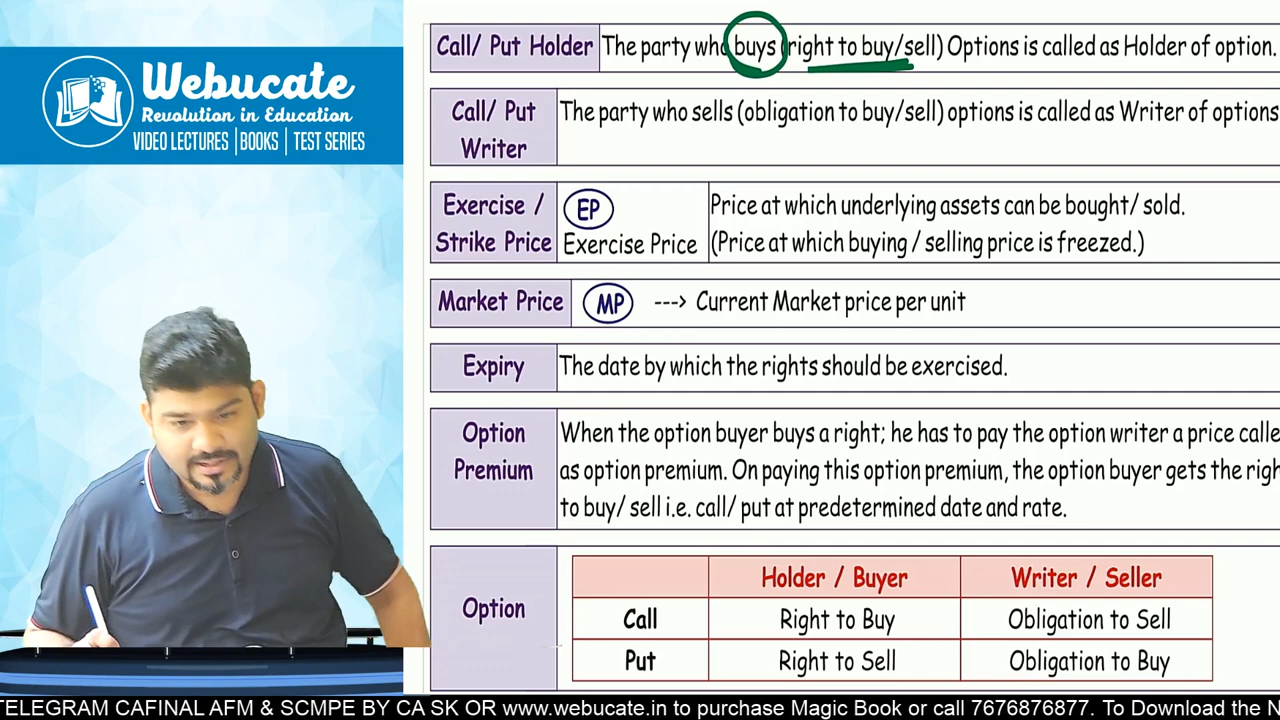 Webucate
Revolution in Education
VIDEO LECTURES | BOOKS | TEST SERIES
Call/ Put Holder The party who buys (right to buy/sell) Options is called as Holder of option.
Call/ Put Writer The party who sells (obligation to buy/sell) options is called as Writer of options
Exercise / Strike Price
EP
Exercise Price
Price at which underlying assets can be bought/ sold.
(Price at which buying / selling price is freezed.)
Market Price MP ---> Current Market price per unit
Expiry The date by which the rights should be exercised.
Option Premium
When the option buyer buys a right; he has to pay the option writer a price calle
as option premium. On paying this option premium, the option buyer gets the righ
to buy/ sell i.e. call/ put at predetermined date and rate.
Option
Holder / Buyer Writer / Seller
Call Right to Buy Obligation to Sell
Put Right to Sell Obligation to Buy
TELEGRAM CAFINAL AFM & SCMPE BY CA SK OR www.webucate.in to purchase Magic Book or call 7676876877. To Download the N